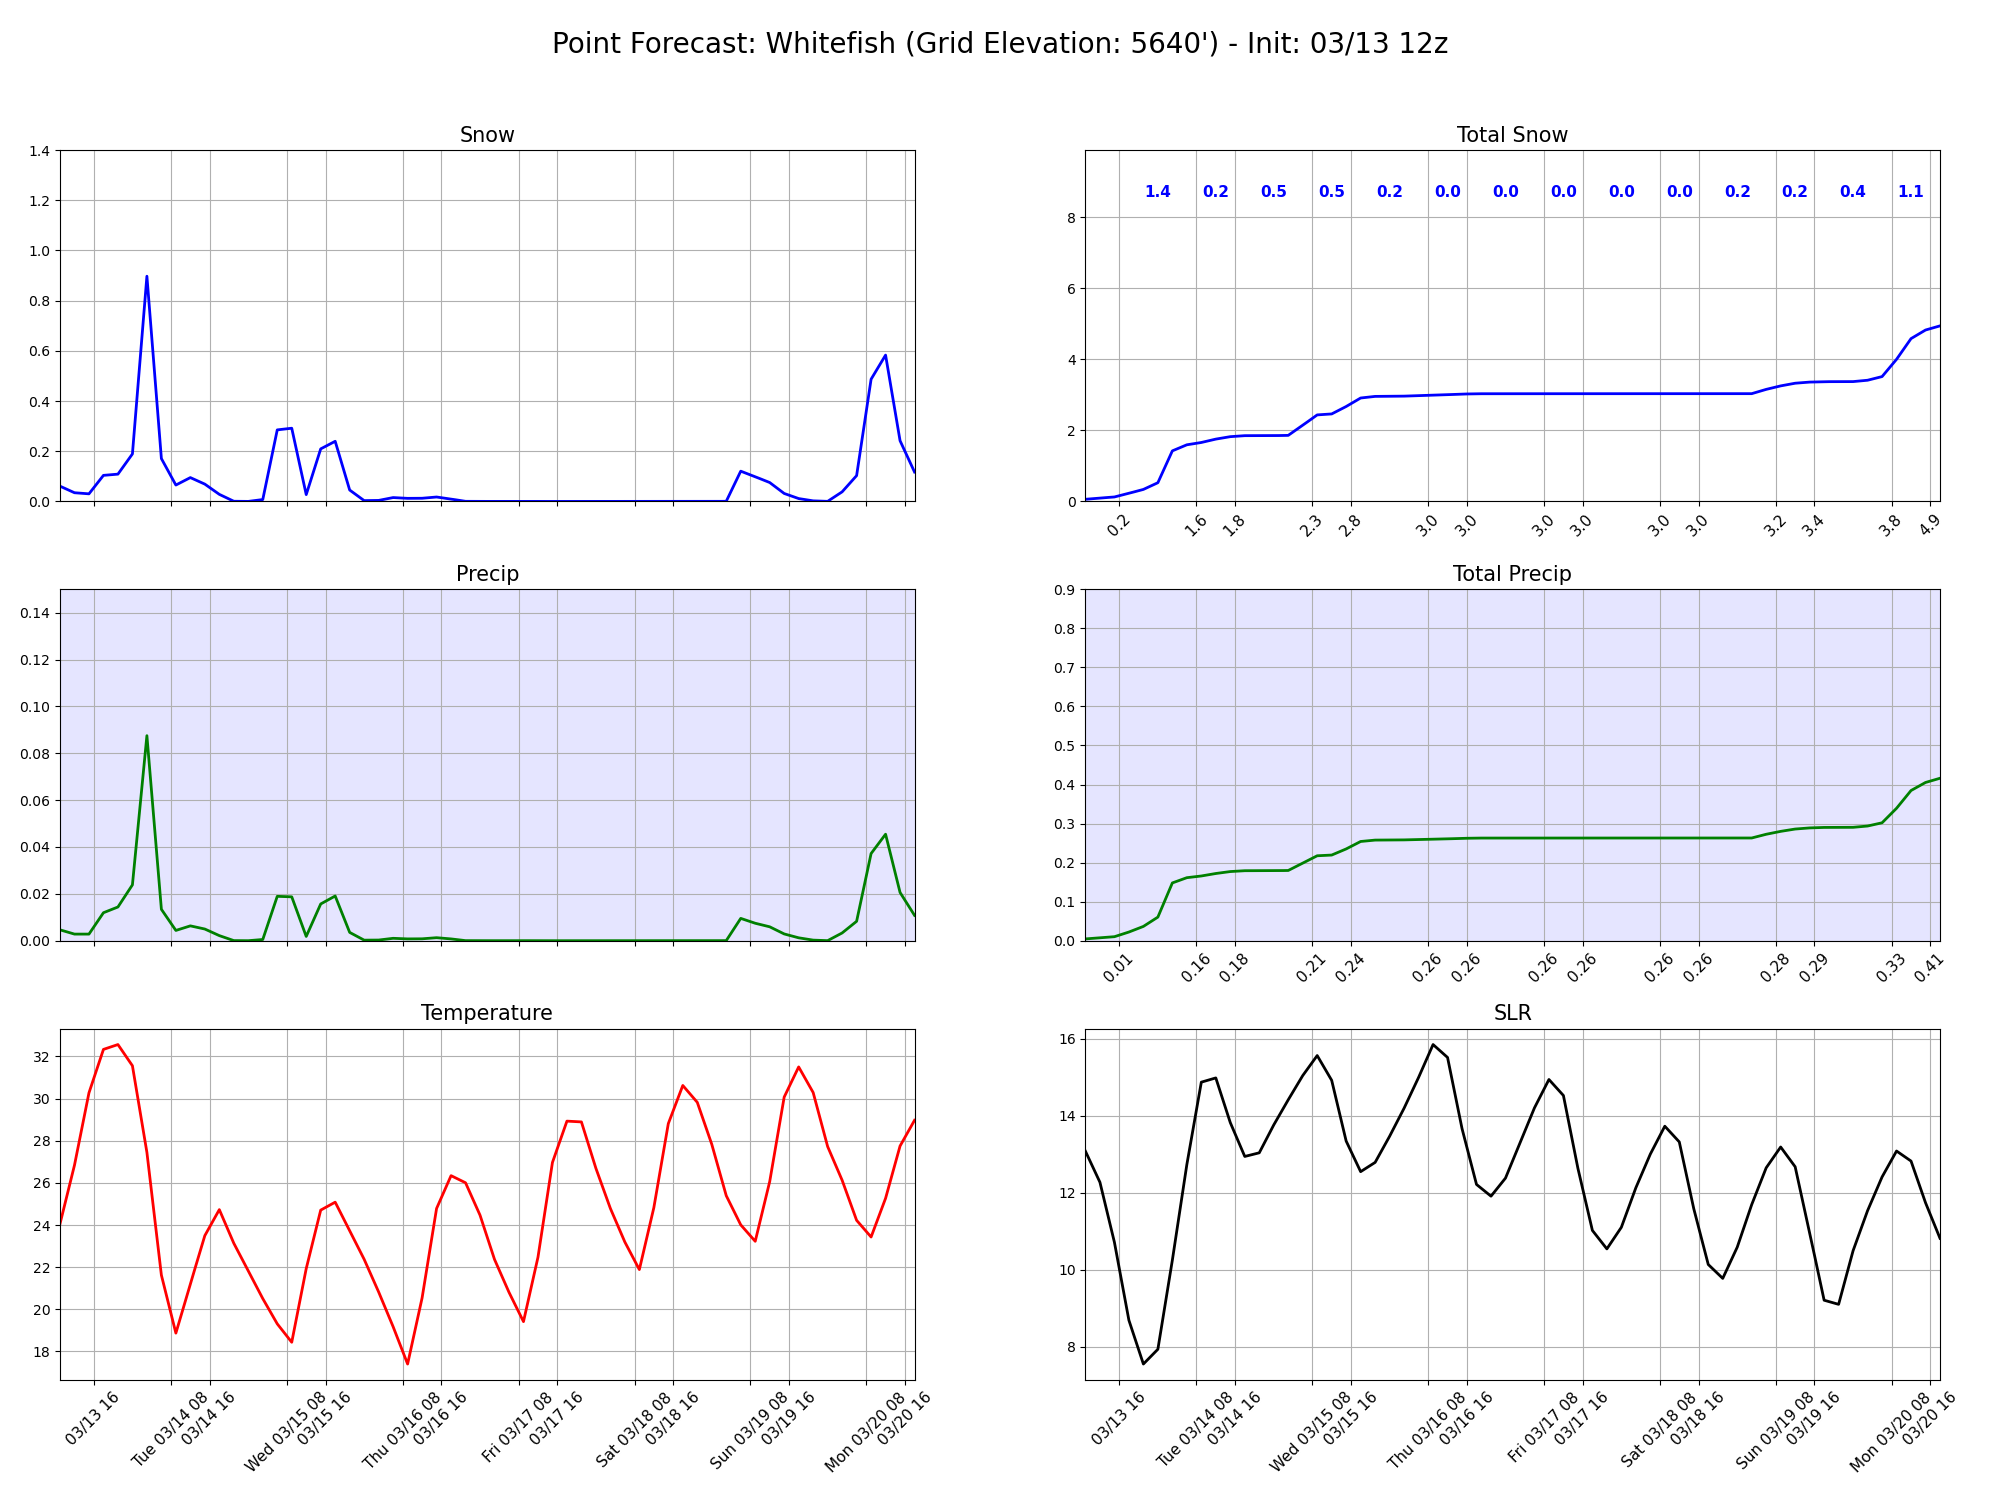 Point Forecast: Whitefish (Grid Elevation: 5640') - Init: 03/13 12z
Snow
1.4
1.2
1.0
0.8
0.6
0.4
0.2
0.0
Total Snow
1.4 0.2 0.5 0.5 0.2 0.0 0.0 0.0 0.0 0.0 0.2 0.2 0.4 1.1
8
6
4
2
0
0.2 1.6 1.8 2.3 2.8 3.0 3.0 3.0 3.0 3.0 3.0 3.2 3.4 3.8 4.9
Precip
0.14
0.12
0.10
0.08
0.06
0.04
0.02
0.00
Total Precip
0.9
0.8
0.7
0.6
0.5
0.4
0.3
0.2
0.1
0.0
0.01 0.16 0.18 0.21 0.24 0.26 0.26 0.26 0.26 0.26 0.26 0.28 0.29 0.33 0.41
Temperature
32
30
28
26
24
22
20
18
03/13 16
Tue 03/14 08
03/14 16
Wed 03/15 08
03/15 16
Thu 03/16 08
03/16 16
Fri 03/17 08
03/17 16
Sat 03/18 08
03/18 16
Sun 03/19 08
03/19 16
Mon 03/20 08
03/20 16
SLR
16
14
12
10
8
03/13 16
Tue 03/14 08
03/14 16
Wed 03/15 08
03/15 16
Thu 03/16 08
03/16 16
Fri 03/17 08
03/17 16
Sat 03/18 08
03/18 16
Sun 03/19 08
03/19 16
Mon 03/20 08
03/20 16